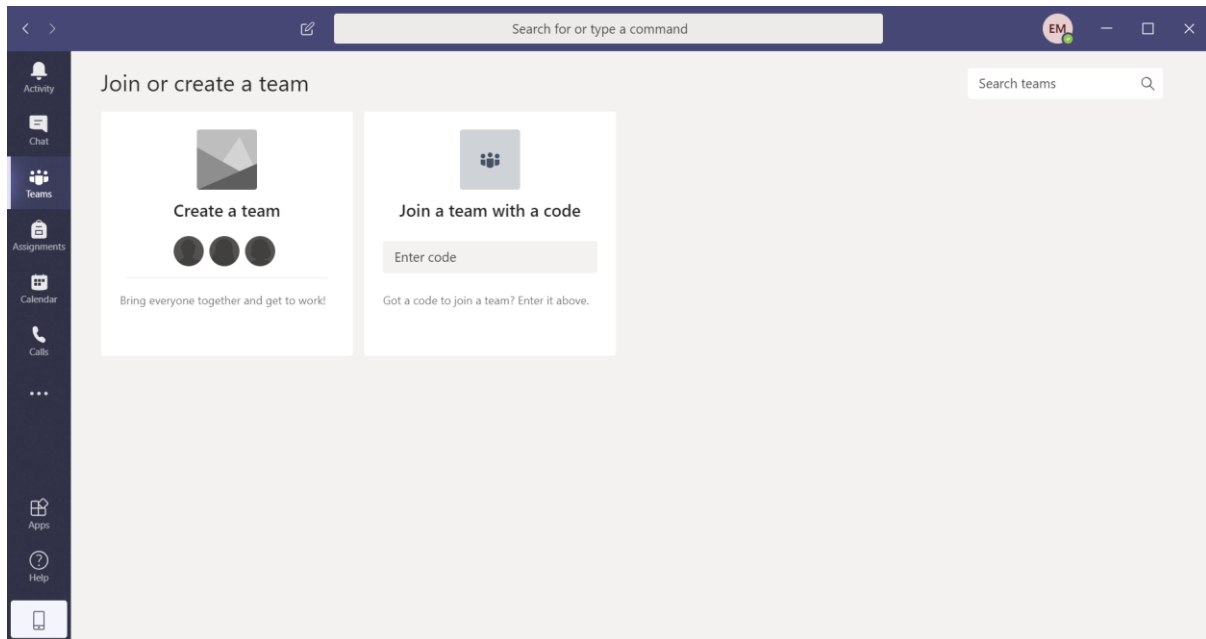 Search for or type a command
EM
Activity
Chat
Teams
Assignments
Calendar
Calls
Apps
Help
Join or create a team
Search teams
Create a team
Bring everyone together and get to work!
Join a team with a code
Enter code
Got a code to join a team? Enter it above.